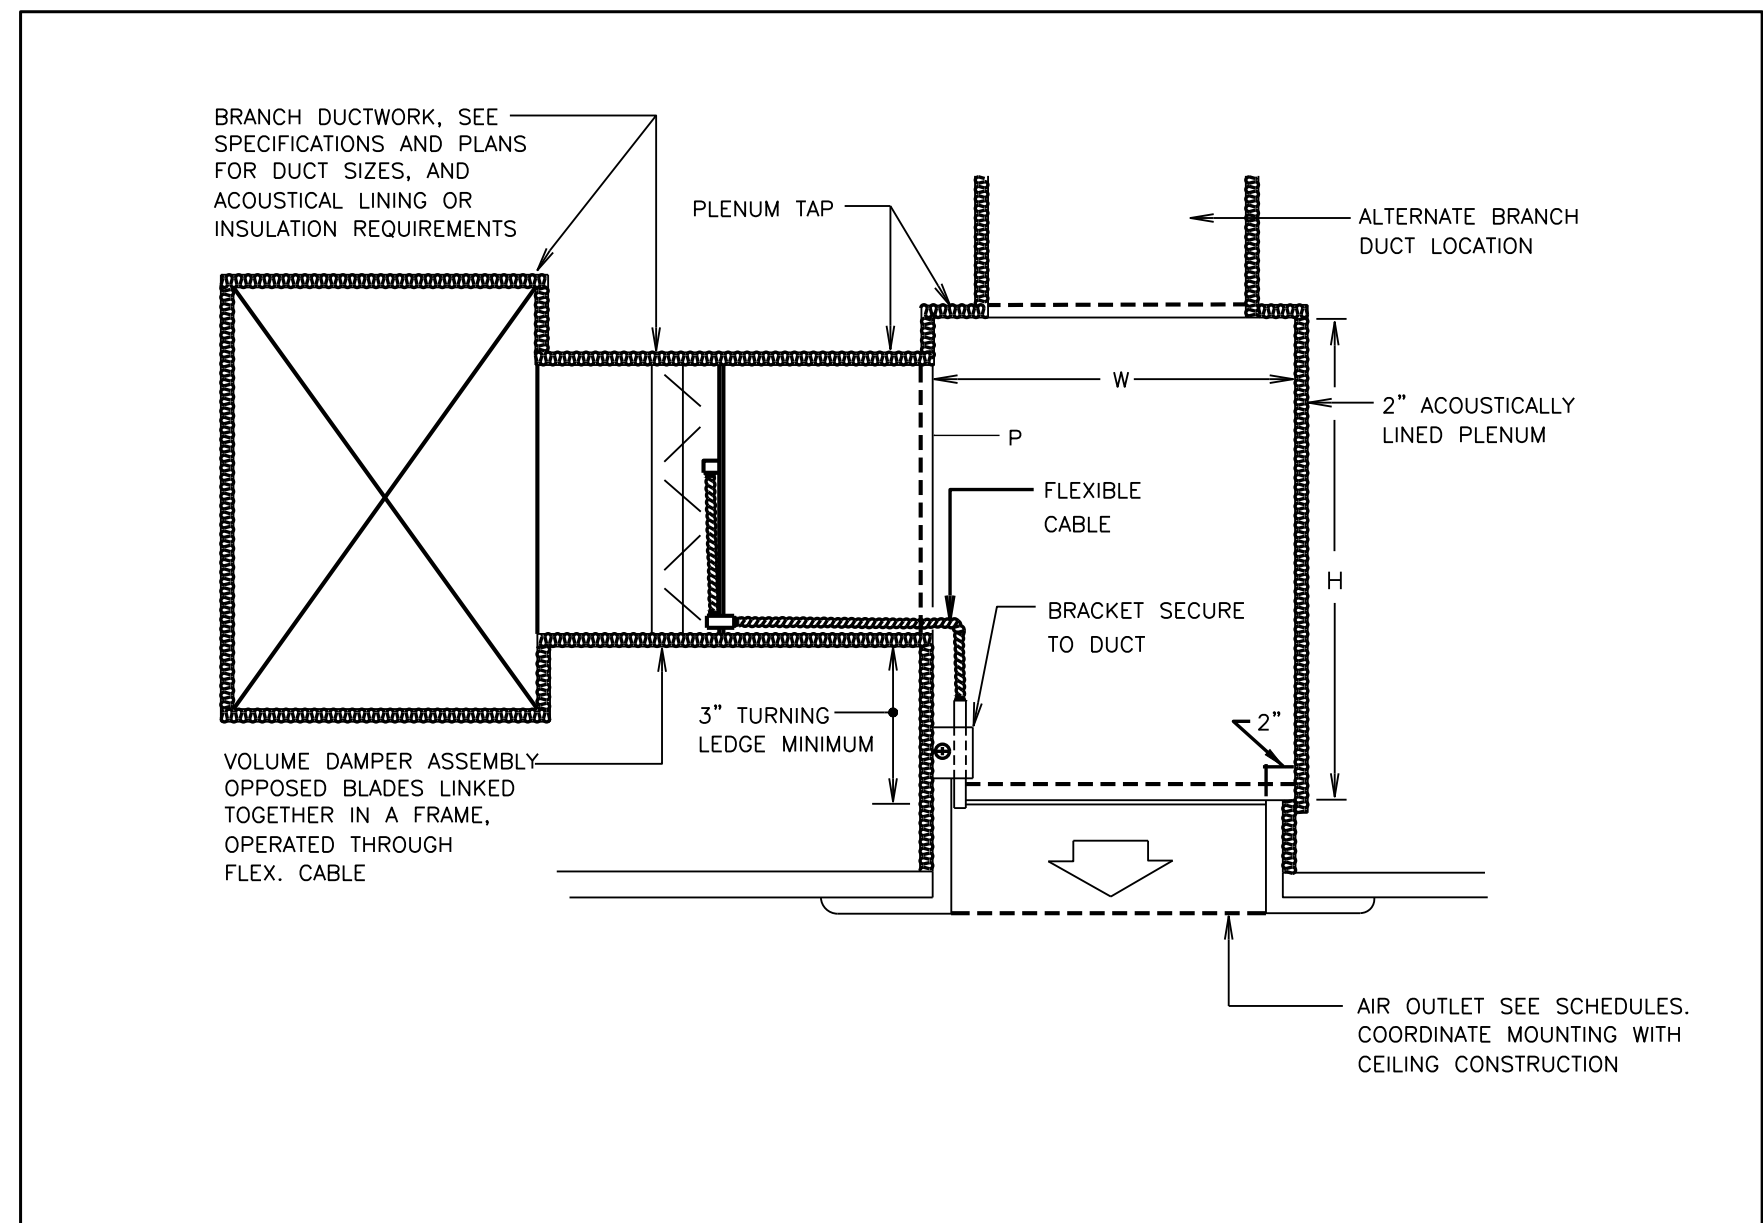 BRANCH DUCTWORK, SEE
SPECIFICATIONS AND PLANS
FOR DUCT SIZES, AND
ACOUSTICAL LINING OR
INSULATION REQUIREMENTS
PLENUM TAP
ALTERNATE BRANCH
DUCT LOCATION
W
2" ACOUSTICALLY
LINED PLENUM
P
FLEXIBLE
CABLE
H
BRACKET SECURE
TO DUCT
3" TURNING
LEDGE MINIMUM
2"
VOLUME DAMPER ASSEMBLY
OPPOSED BLADES LINKED
TOGETHER IN A FRAME,
OPERATED THROUGH
FLEX. CABLE
AIR OUTLET SEE SCHEDULES.
COORDINATE MOUNTING WITH
CEILING CONSTRUCTION